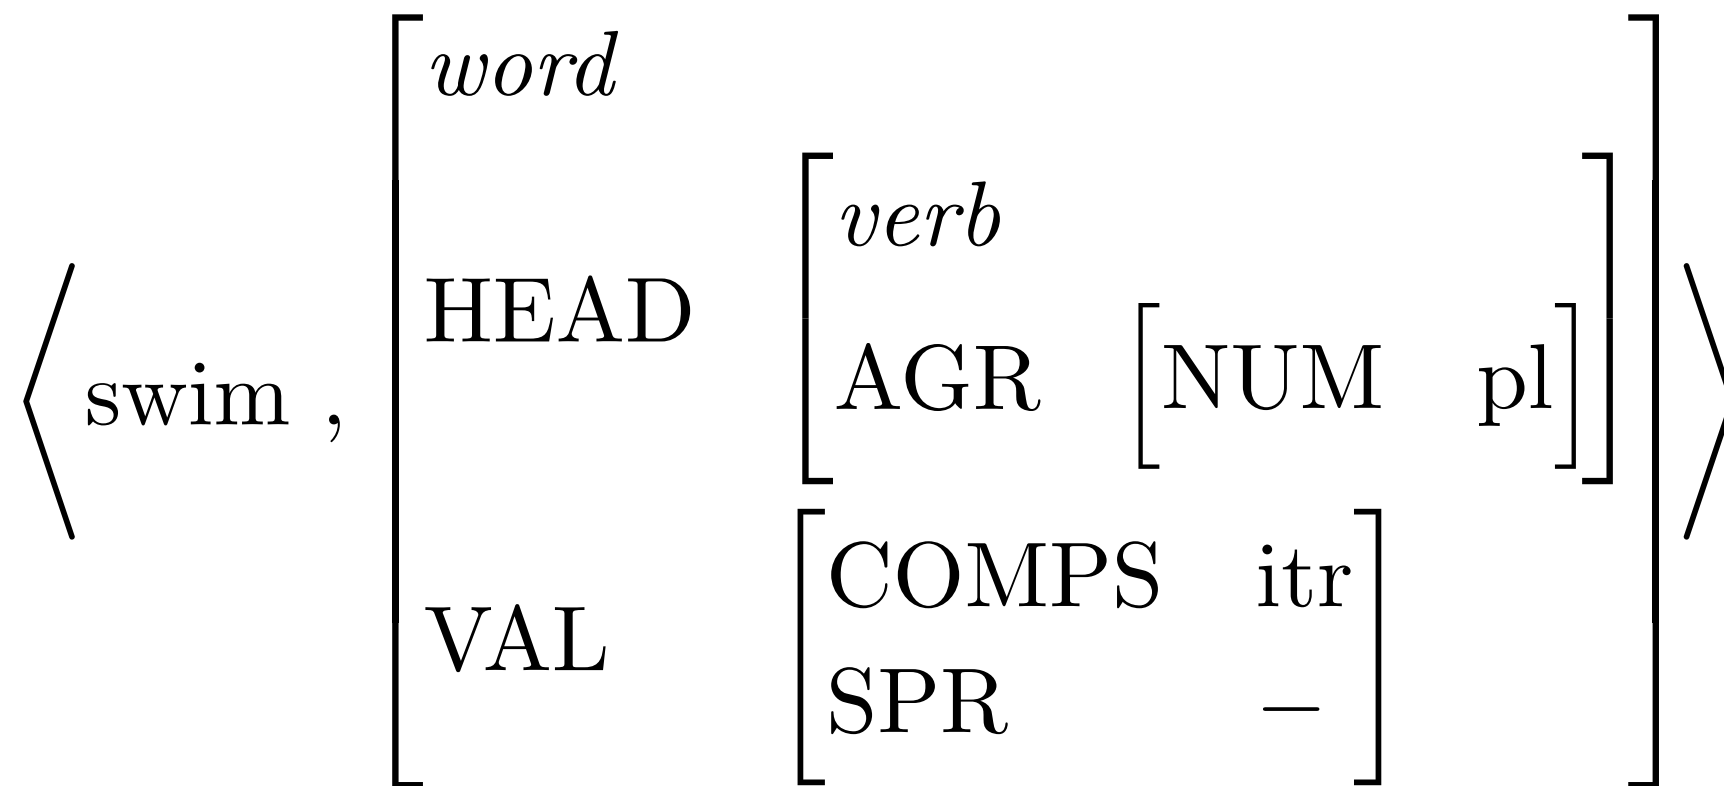 word
verb
HEAD
AGR [NUM pl]
⟨swim ,
COMPS itr
VAL
SPR −